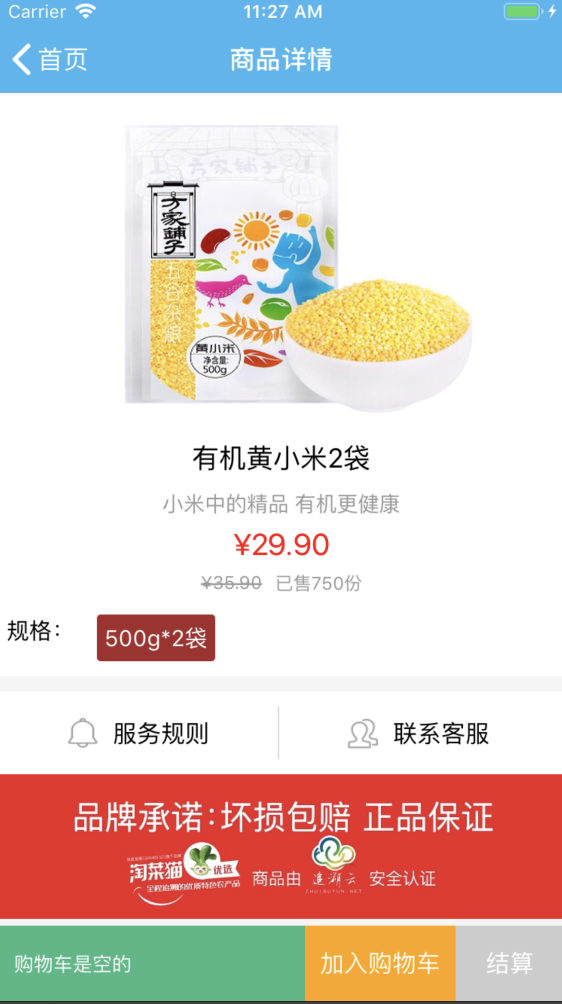 Carrier 11:27 AM
首页 商品详情
方家铺子
方家鋪子
五谷杂粮
黄小米
净含量:
500g
有机黄小米2袋
小米中的精品 有机更健康
¥29.90
¥35.90 已售750份
规格：
500g*2袋
服务规则 联系客服
品牌承诺:坏损包赔 正品保证
淘菜猫 优选
全程追溯的优质特色农产品
商品由 追溯云 安全认证
ZHUISUYUN.NET
购物车是空的 加入购物车 结算